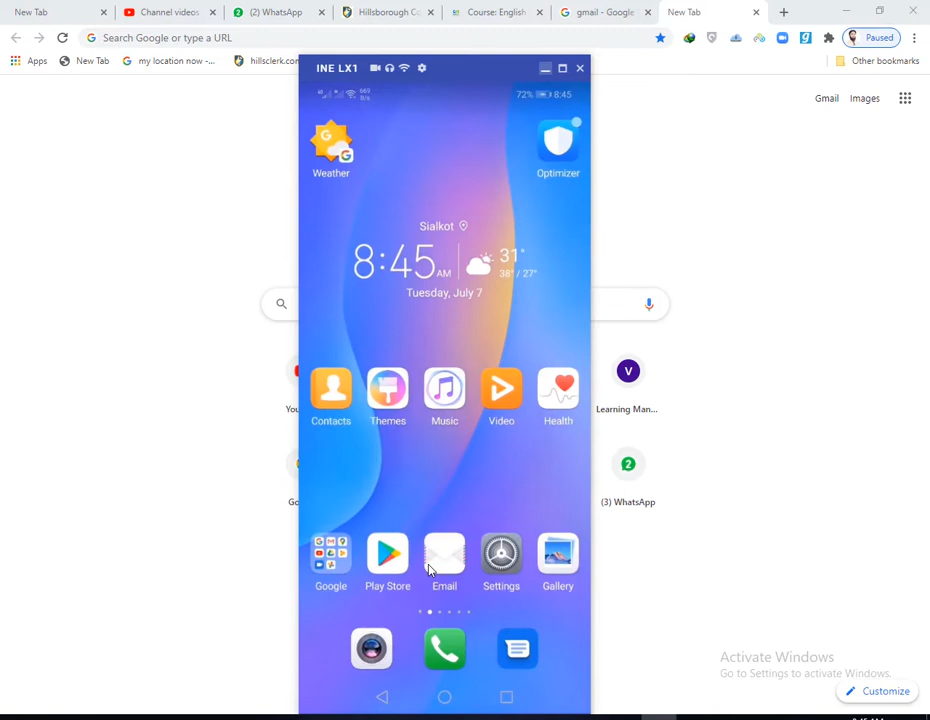 New Tab
Channel videos
(2) WhatsApp
Hillsborough C
Course: English
gmail - Google
New Tab
Search Google or type a URL
Paused
Apps
New Tab
my location now -...
hillsclerk.com
Other bookmarks
Gmail
Images
INE LX1
72%
8:45
Weather
Optimizer
Sialkot
8:45 AM
31°
38° / 27°
Tuesday, July 7
Contacts
Themes
Music
Video
Health
You
Learning Man...
Go
(3) WhatsApp
Google
Play Store
Email
Settings
Gallery
Activate Windows
Go to Settings to activate Windows.
Customize